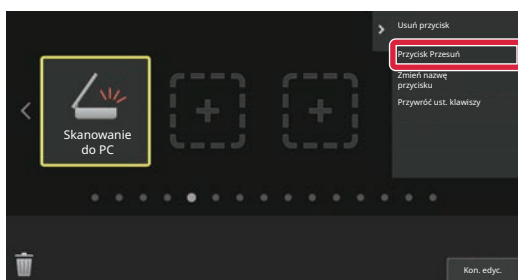 Usuń przycisk
Przycisk Przesuń
Zmień nazwę
przycisku
Przywróć ust. klawiszy
Skanowanie
do PC
Kon. edyc.